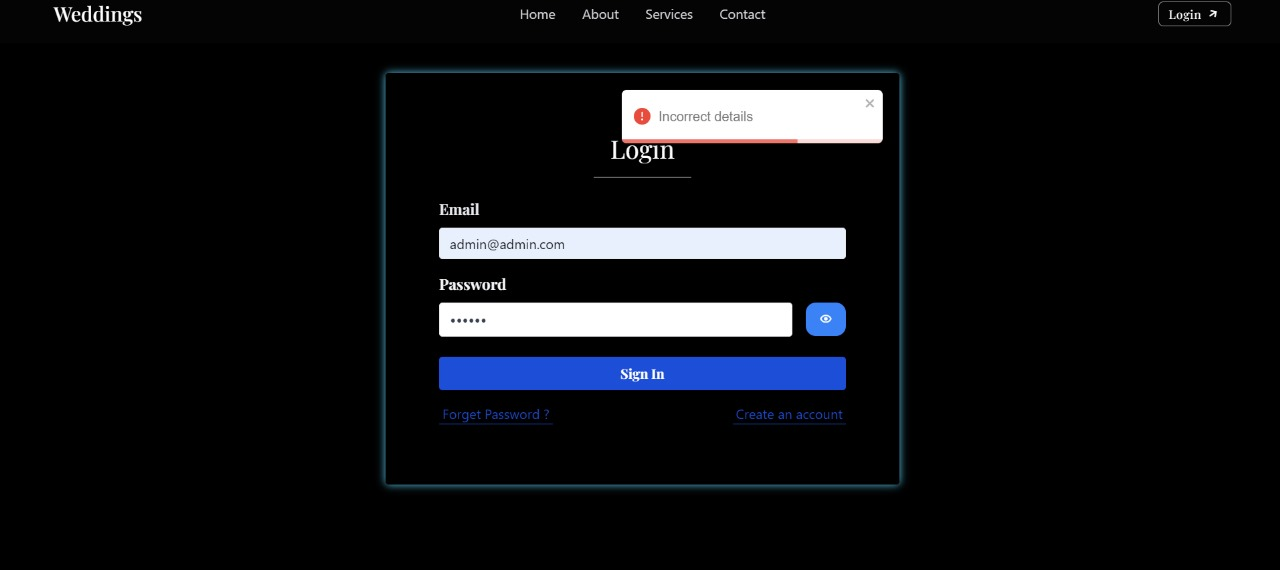 Weddings
Home About Services Contact
Login
Incorrect details
Login
Email
admin@admin.com
Password
••••••
Sign In
Forget Password ? Create an account